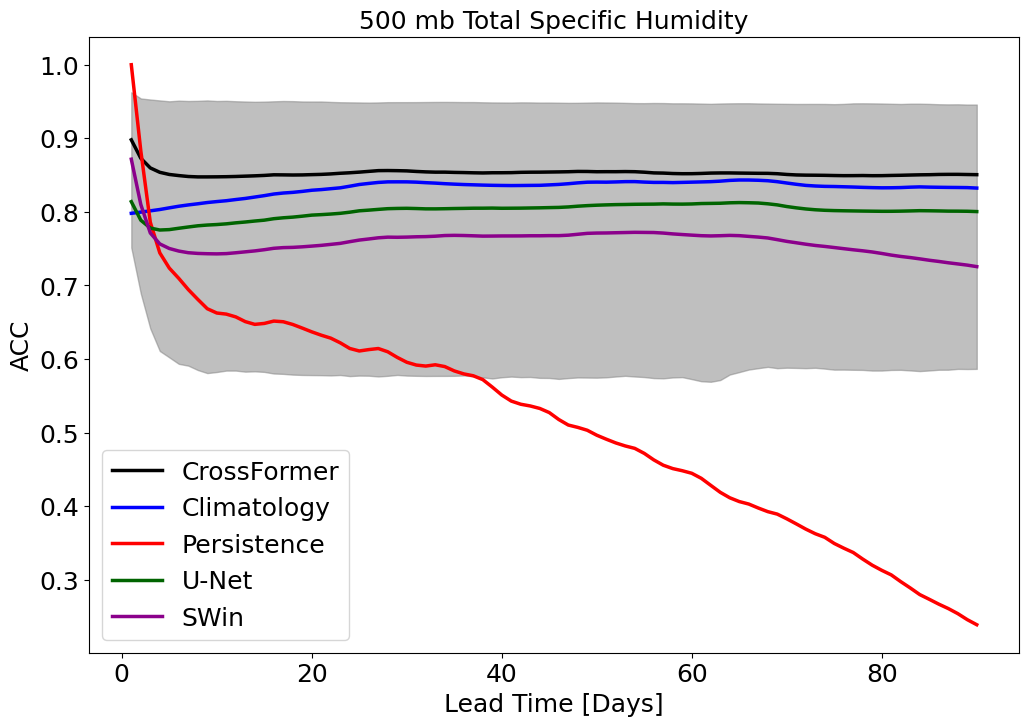 500 mb Total Specific Humidity
ACC
1.0
0.9
0.8
0.7
0.6
0.5
0.4
0.3
CrossFormer
Climatology
Persistence
U-Net
SWin
0 20 40 60 80
Lead Time [Days]